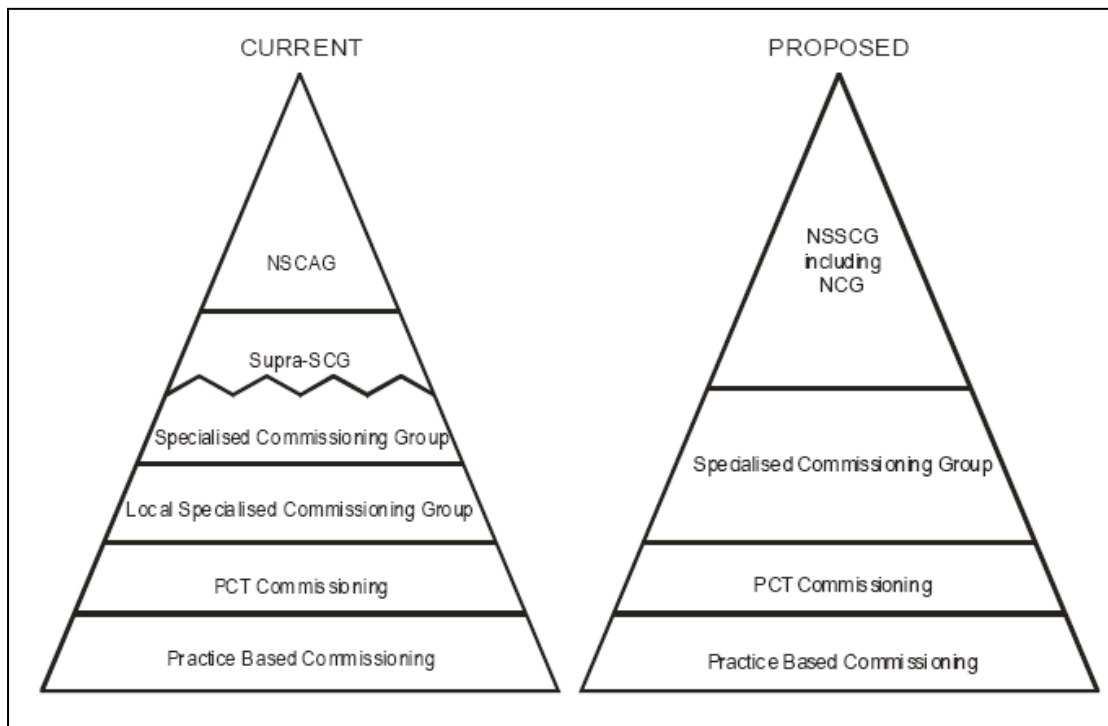 CURRENT
NSCAG
Supra-SCG
Specialised Commissioning Group
Local Specialised Commissioning Group
PCT Commissioning
Practice Based Commissioning
PROPOSED
NSSCG
including
NCG
Specialised Commissioning Group
PCT Commissioning
Practice Based Commissioning